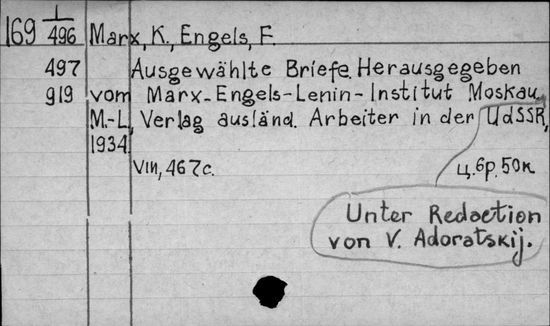 169 1/496 Marx, K., Engels, F.
497 Ausgewählte Briefe. Herausgegeben
919 vom Marx-Engels-Lenin-Institut Moskau,
M.-L, Verlag ausländ. Arbeiter in der UdSSR,
1934.
VIII, 467 c. ц. 6р. 50к
Unter Redaction
von V. Adoratskij.